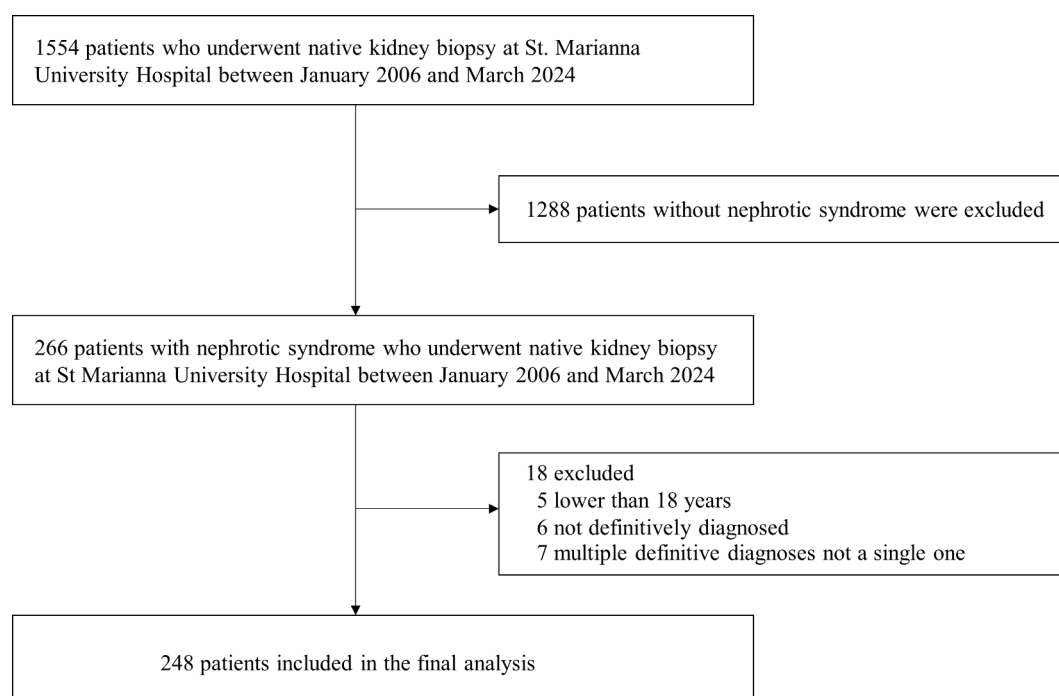 1554 patients who underwent native kidney biopsy at St. Marianna
University Hospital between January 2006 and March 2024
1288 patients without nephrotic syndrome were excluded
266 patients with nephrotic syndrome who underwent native kidney biopsy
at St Marianna University Hospital between January 2006 and March 2024
18 excluded
5 lower than 18 years
6 not definitively diagnosed
7 multiple definitive diagnoses not a single one
248 patients included in the final analysis